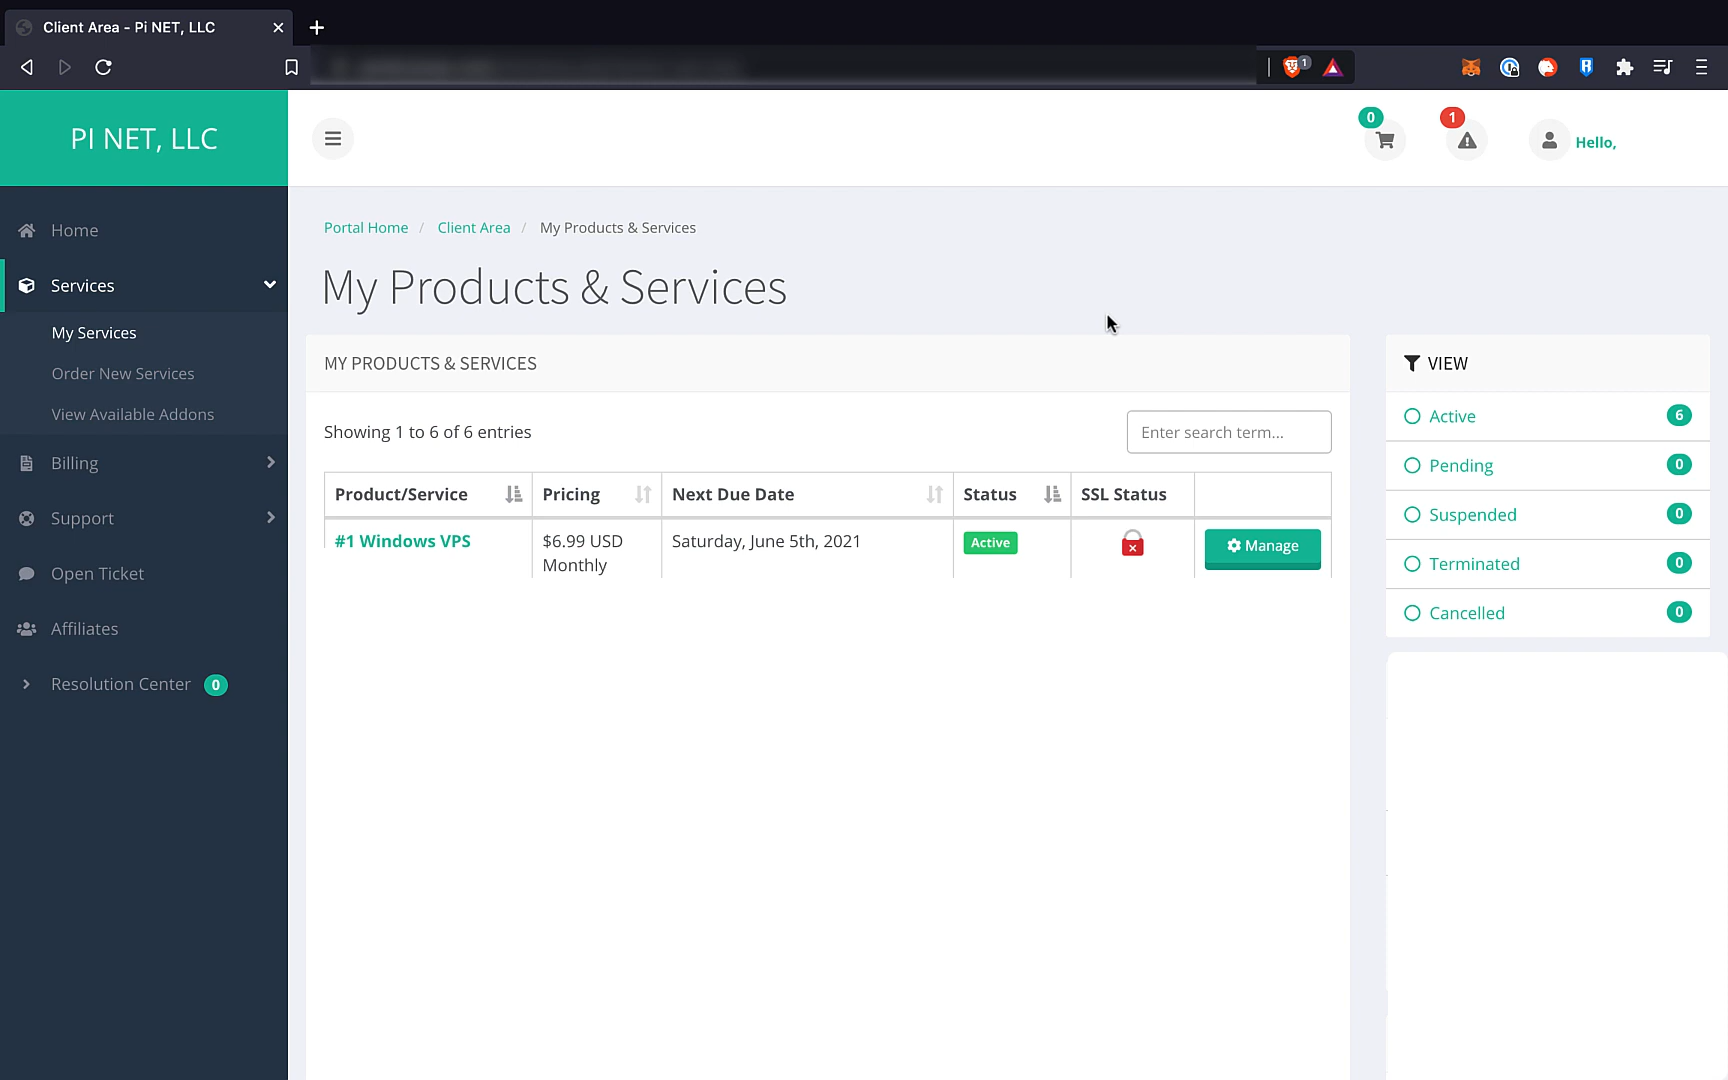 Client Area - Pi NET, LLC
1
PI NET, LLC
0
1
Hello,
Home
Services
My Services
Order New Services
View Available Addons
Billing
Support
Open Ticket
Affiliates
Resolution Center 0
Portal Home / Client Area / My Products & Services
My Products & Services
MY PRODUCTS & SERVICES
Showing 1 to 6 of 6 entries
Enter search term...
Product/Service Pricing Next Due Date Status SSL Status
#1 Windows VPS $6.99 USD Saturday, June 5th, 2021 Active Manage
Monthly
VIEW
Active 6
Pending 0
Suspended 0
Terminated 0
Cancelled 0